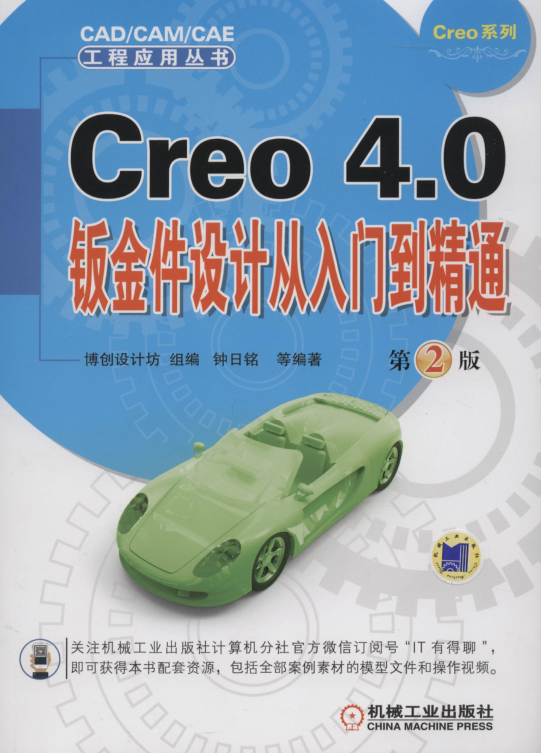 CAD/CAM/CAE
工程应用丛书
Creo系列
Creo 4.0
钣金件设计从入门到精通
博创设计坊 组编 钟日铭 等编著
第2版
关注机械工业出版社计算机分社官方微信订阅号“IT有得聊”，
即可获得本书配套资源，包括全部案例素材的模型文件和操作视频。
机械工业出版社
CHINA MACHINE PRESS